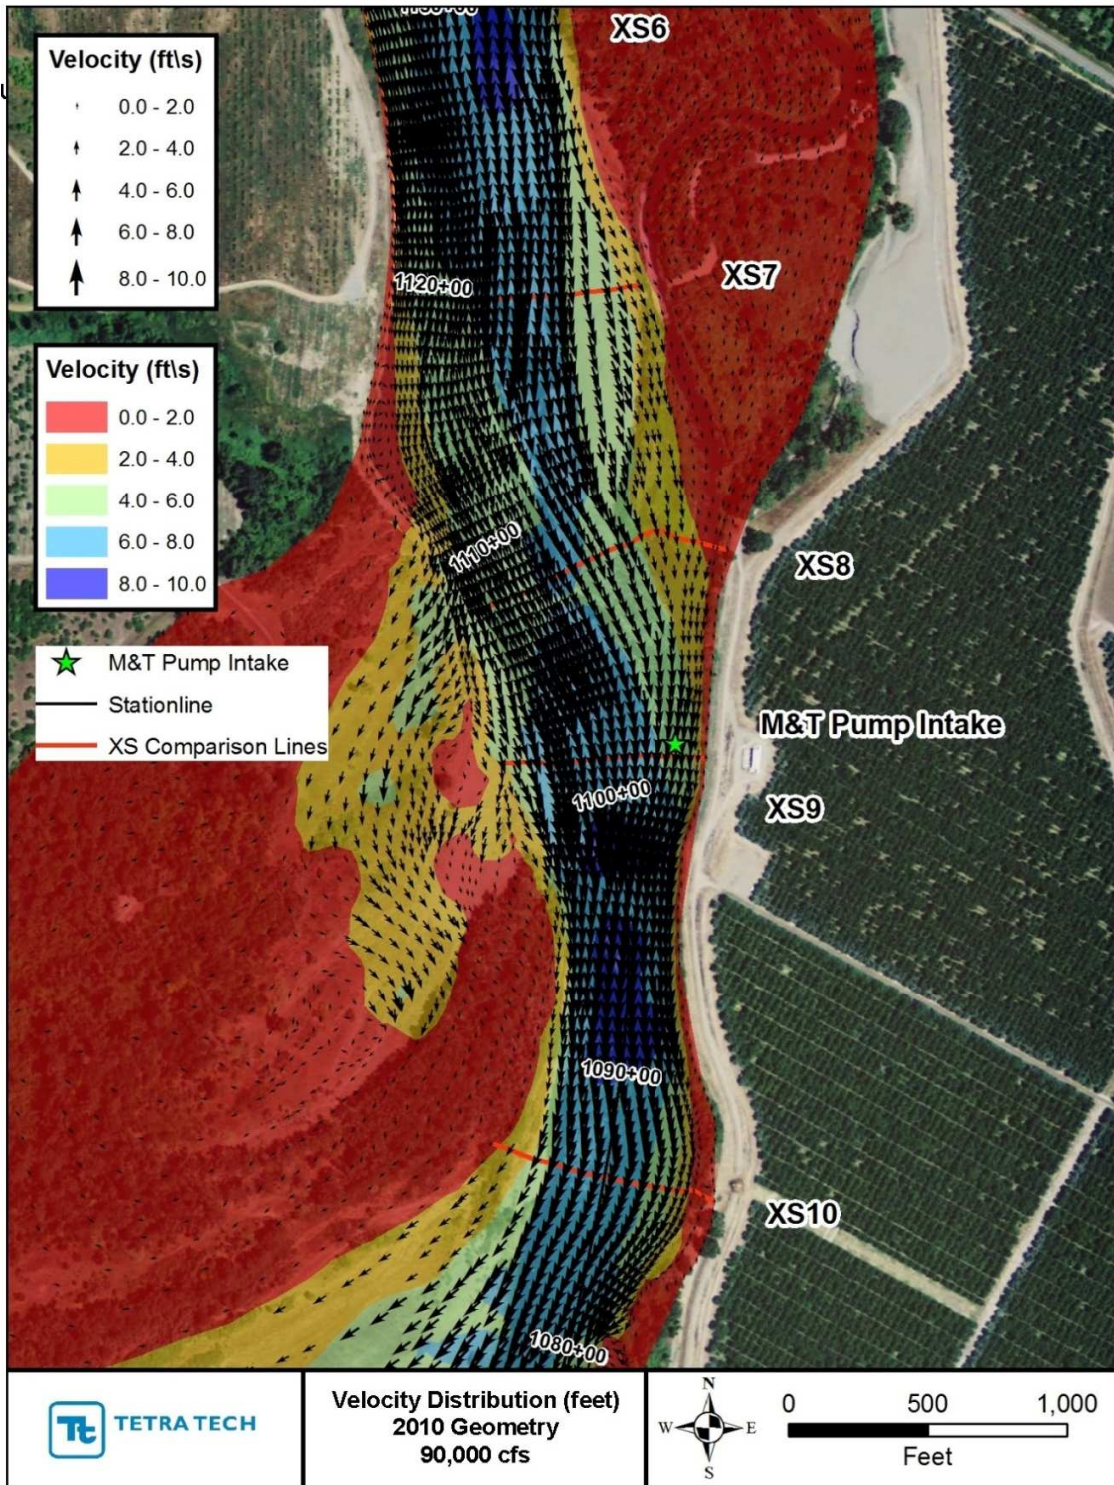 XS6
Velocity (ft\s)
0.0 - 2.0
2.0 - 4.0
4.0 - 6.0
6.0 - 8.0
8.0 - 10.0
XS7
1120+00
Velocity (ft\s)
0.0 - 2.0
2.0 - 4.0
4.0 - 6.0
6.0 - 8.0
8.0 - 10.0
1110+00
XS8
M&T Pump Intake
Stationline
XS Comparison Lines
M&T Pump Intake
1100+00
XS9
1090+00
XS10
1080+00
Tt TETRA TECH
Velocity Distribution (feet)
2010 Geometry
90,000 cfs
N
W E
S
0 500 1,000
Feet